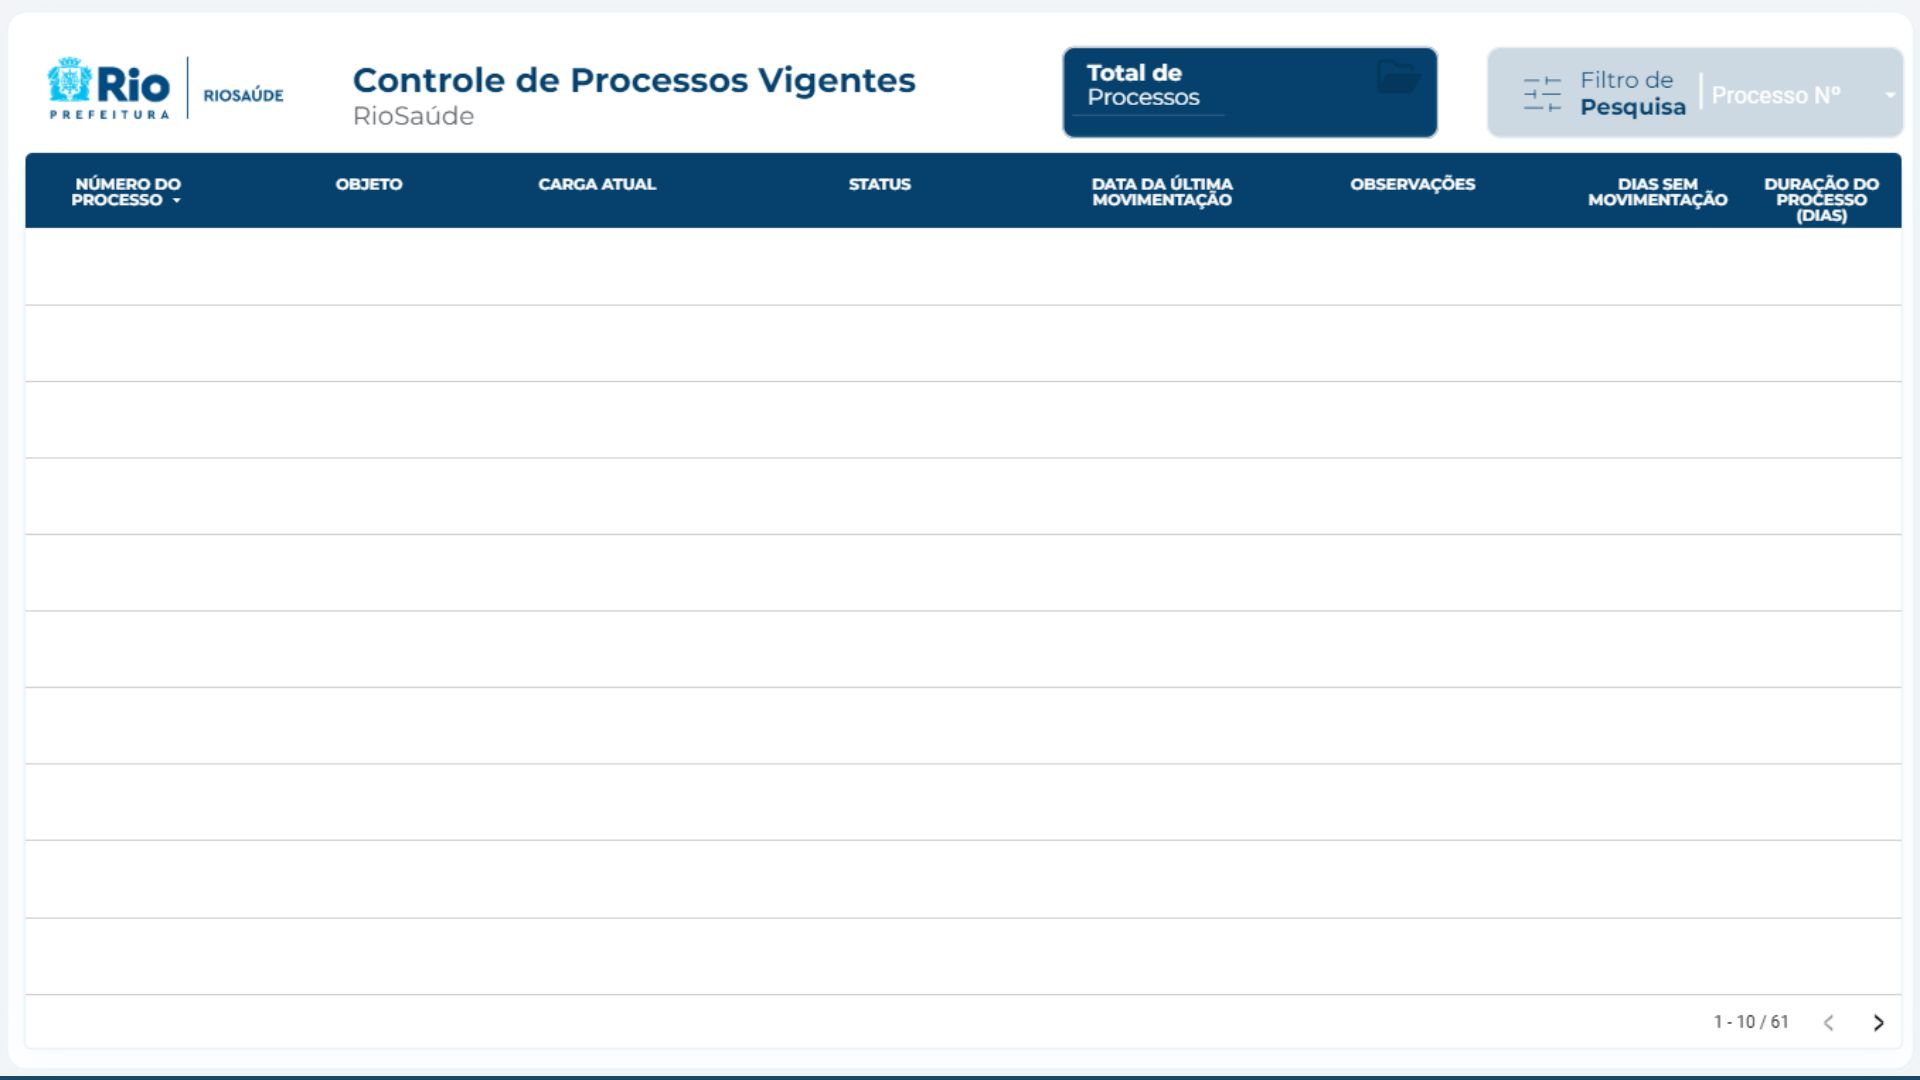 Rio
PREFEITURA
RIOSAÚDE
Controle de Processos Vigentes
RioSaúde
Total de
Processos
Filtro de
Pesquisa
Processo Nº
NÚMERO DO
PROCESSO
OBJETO
CARGA ATUAL
STATUS
DATA DA ÚLTIMA
MOVIMENTAÇÃO
OBSERVAÇÕES
DIAS SEM
MOVIMENTAÇÃO
DURAÇÃO DO
PROCESSO
(DIAS)
1 - 10 / 61